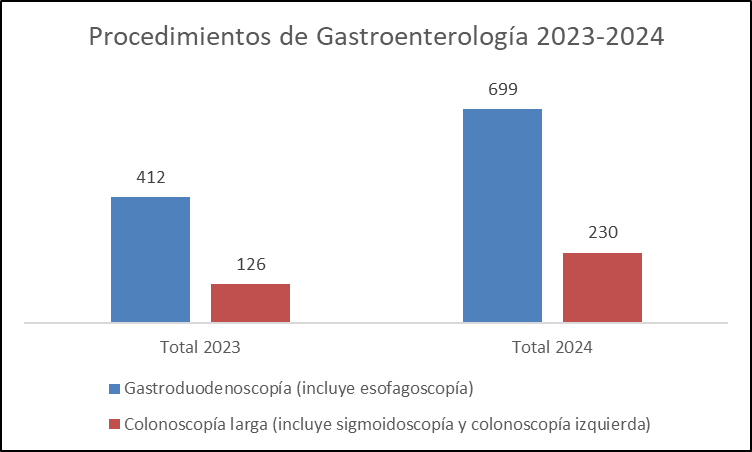 Procedimientos de Gastroenterología 2023-2024
699
412
230
126
Total 2023
Total 2024
Gastroduodenoscopía (incluye esofagoscopía)
Colonoscopía larga (incluye sigmoidoscopía y colonoscopía izquierda)